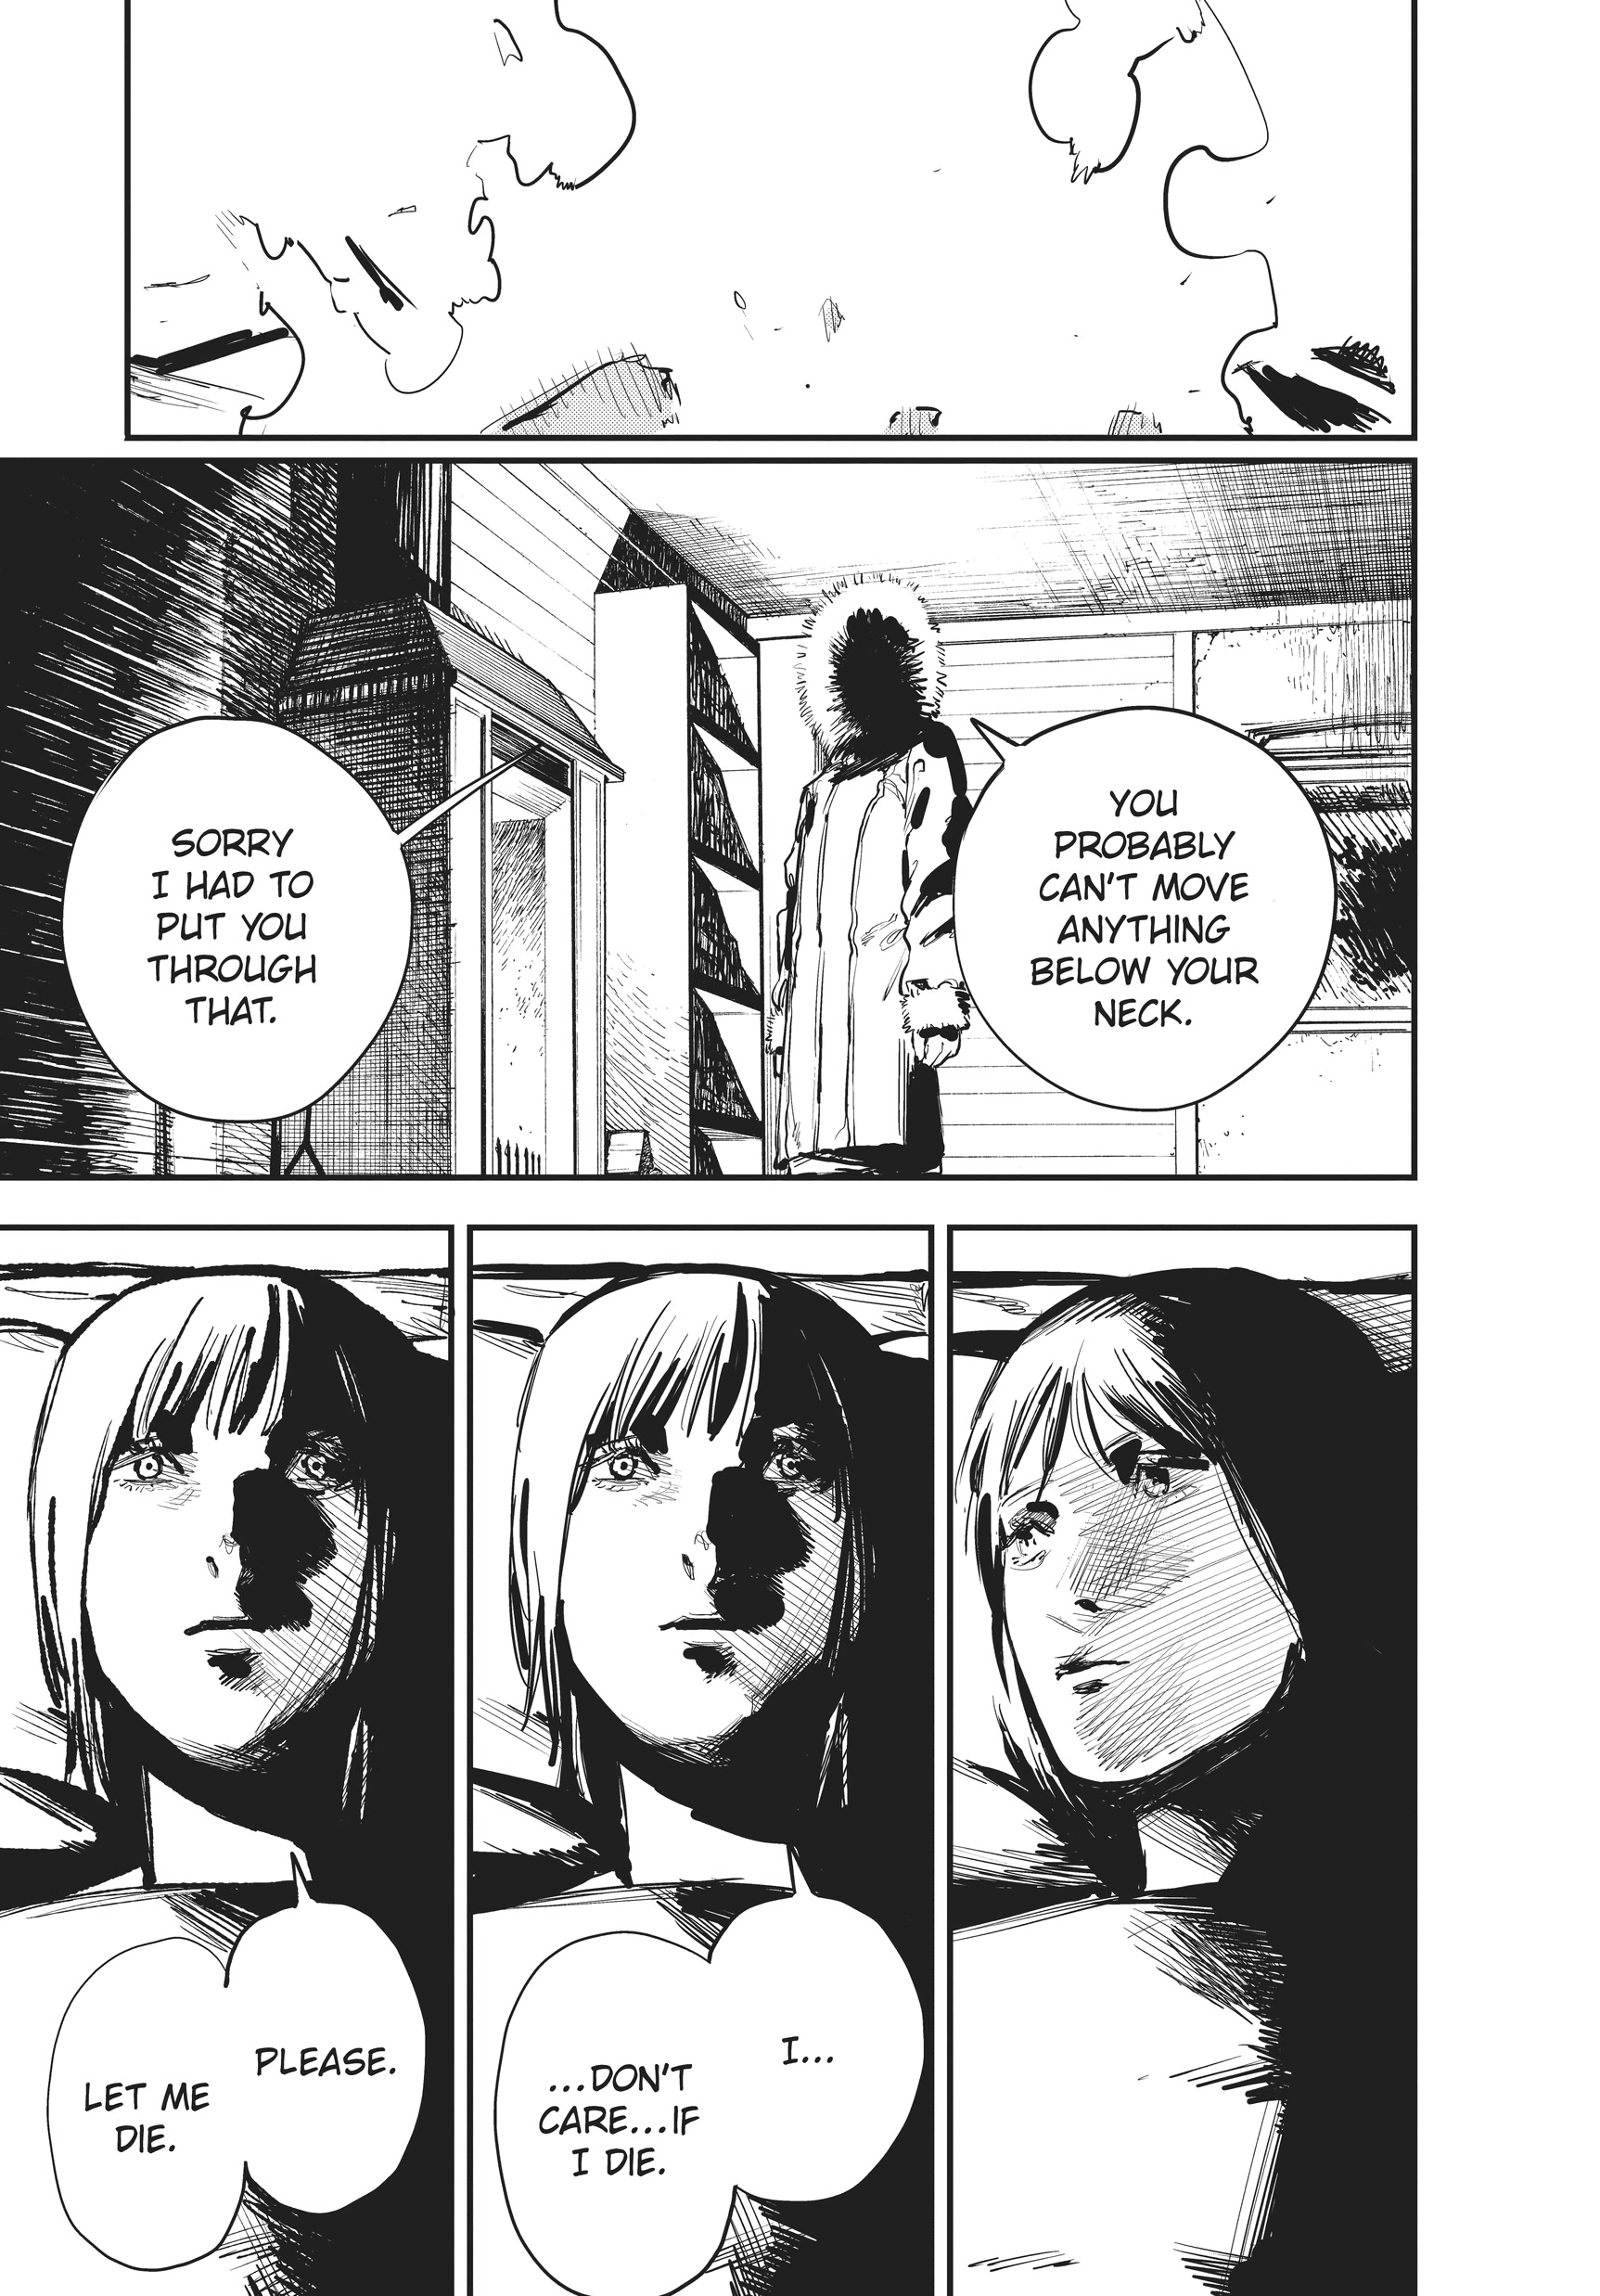 YOU
PROBABLY
CAN'T MOVE
ANYTHING
BELOW YOUR
NECK.
SORRY
I HAD TO
PUT YOU
THROUGH
THAT.
I...
...DON'T
CARE...IF
I DIE.
PLEASE.
LET ME
DIE.